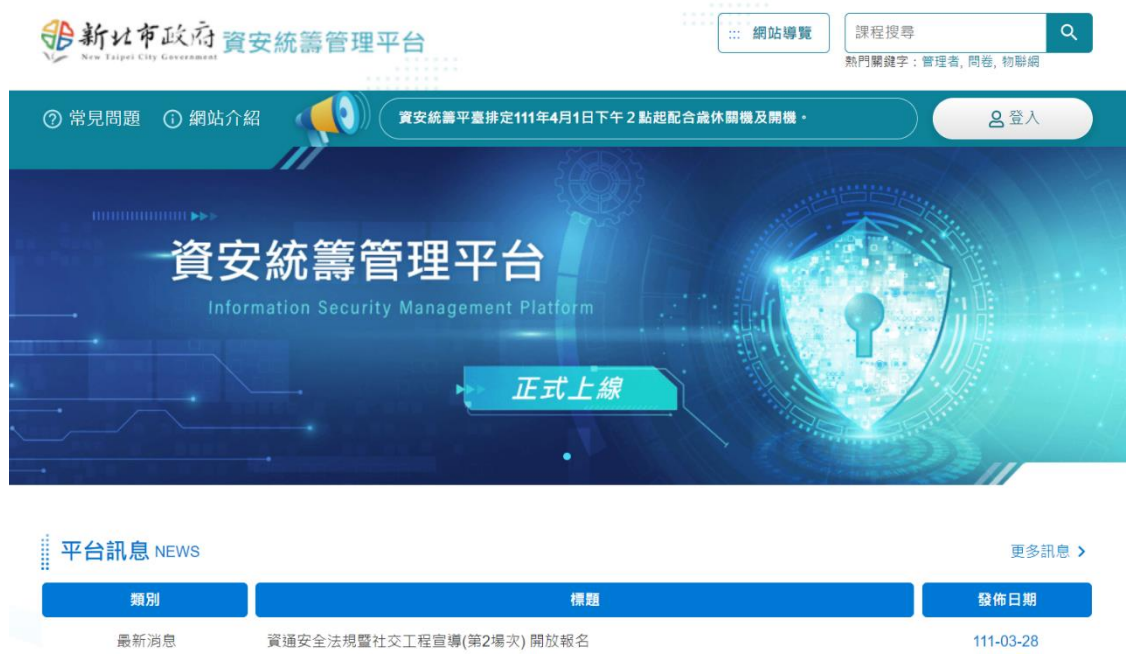 新北市政府 資安統籌管理平台
New Taipei City Government
::: 網站導覽
課程搜尋
熱門關鍵字：管理者, 問卷, 物聯網
常見問題
網站介紹
資安統籌平臺排定111年4月1日下午２點起配合歲休關機及開機。
登入
資安統籌管理平台
Information Security Management Platform
正式上線
平台訊息 NEWS
更多訊息
類別 標題 發佈日期
最新消息 資通安全法規暨社交工程宣導(第2場次) 開放報名 111-03-28